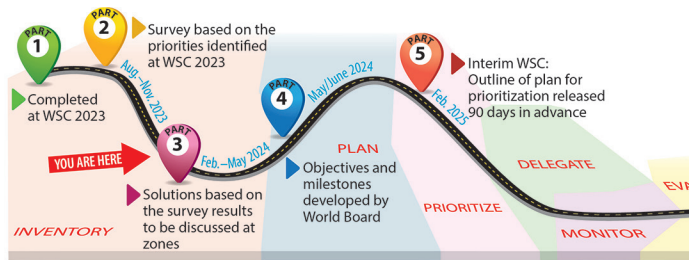 PART
1
Completed
at WSC 2023
PART
2
Survey based on the
priorities identified
at WSC 2023
Aug.–Nov. 2023
YOU ARE HERE
PART
3
Solutions based on
the survey results
to be discussed at
zones
INVENTORY
Feb.–May 2024
PART
4
Objectives and
milestones
developed by
World Board
PLAN
May/June 2024
PART
5
Interim WSC:
Outline of plan for
prioritization released
90 days in advance
Feb. 2025
PRIORITIZE
DELEGATE
MONITOR
EVA